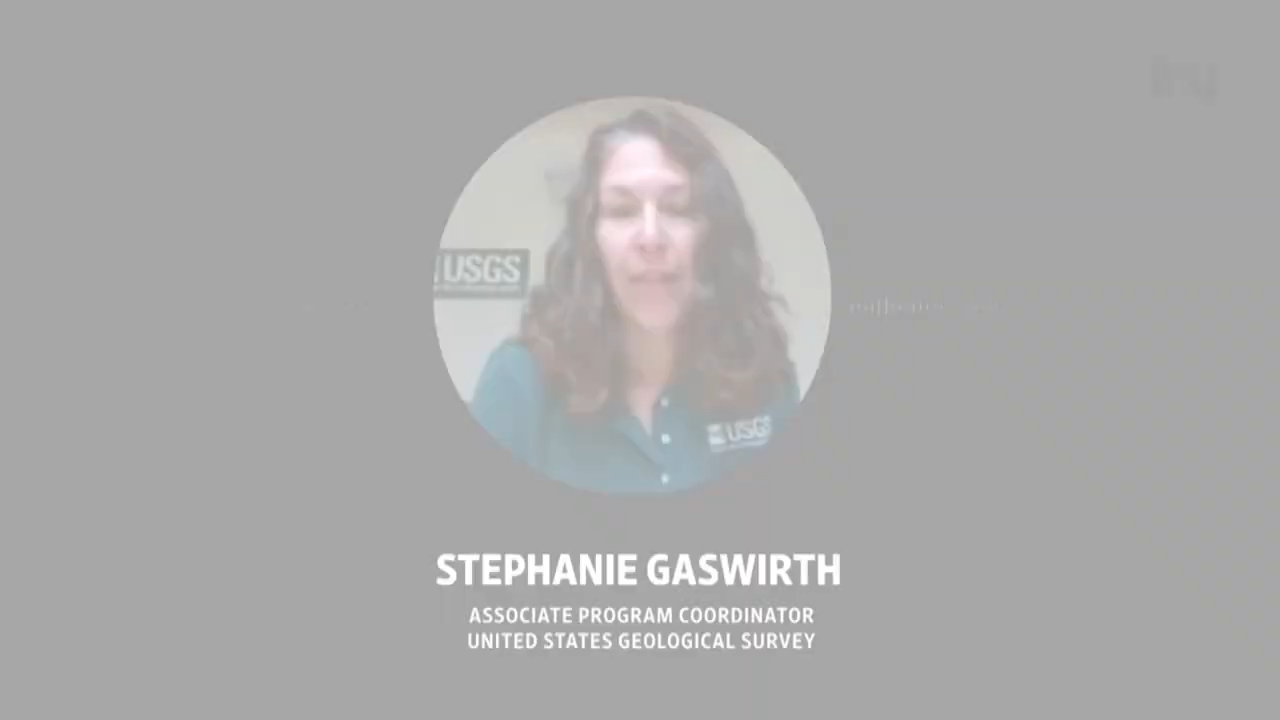 USGS
USGS
STEPHANIE GASWIRTH
ASSOCIATE PROGRAM COORDINATOR
UNITED STATES GEOLOGICAL SURVEY